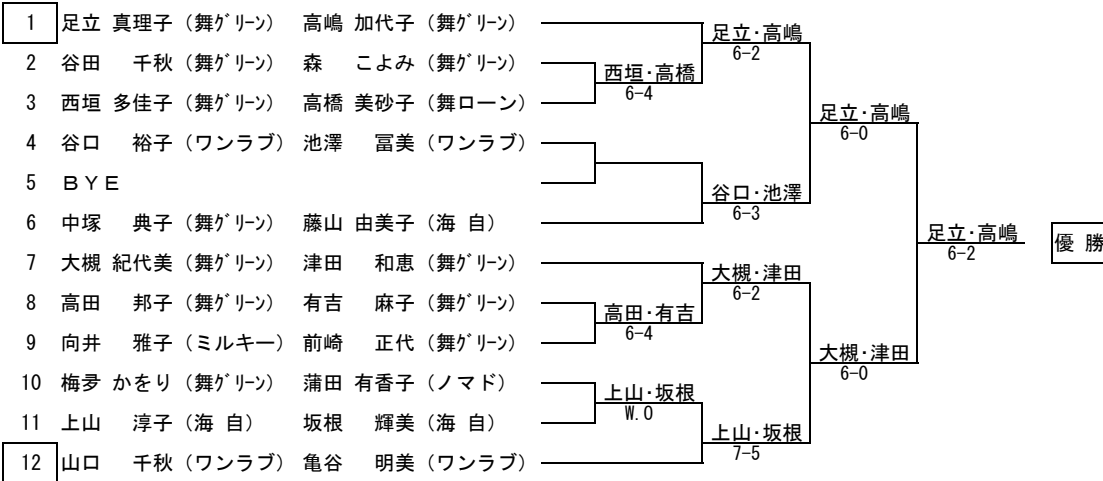 1 足立 真理子 (舞ｸﾞﾘｰﾝ) 高嶋 加代子 (舞ｸﾞﾘｰﾝ)
足立･高嶋
6-2
2 谷田 千秋 (舞ｸﾞﾘｰﾝ) 森 こよみ (舞ｸﾞﾘｰﾝ)
西垣･高橋
6-4
3 西垣 多佳子 (舞ｸﾞﾘｰﾝ) 高橋 美砂子 (舞ローン)
足立･高嶋
6-0
4 谷口 裕子 (ワンラブ) 池澤 冨美 (ワンラブ)
5 ＢＹＥ
谷口･池澤
6-3
6 中塚 典子 (舞ｸﾞﾘｰﾝ) 藤山 由美子 (海 自)
足立･高嶋
6-2
優 勝
7 大槻 紀代美 (舞ｸﾞﾘｰﾝ) 津田 和恵 (舞ｸﾞﾘｰﾝ)
大槻･津田
6-2
8 高田 邦子 (舞ｸﾞﾘｰﾝ) 有吉 麻子 (舞ｸﾞﾘｰﾝ)
高田･有吉
6-4
9 向井 雅子 (ミルキー) 前崎 正代 (舞ｸﾞﾘｰﾝ)
大槻･津田
6-0
10 梅夛 かをり (舞ｸﾞﾘｰﾝ) 蒲田 有香子 (ノマド)
上山･坂根
W.O
11 上山 淳子 (海 自) 坂根 輝美 (海 自)
上山･坂根
7-5
12 山口 千秋 (ワンラブ) 亀谷 明美 (ワンラブ)